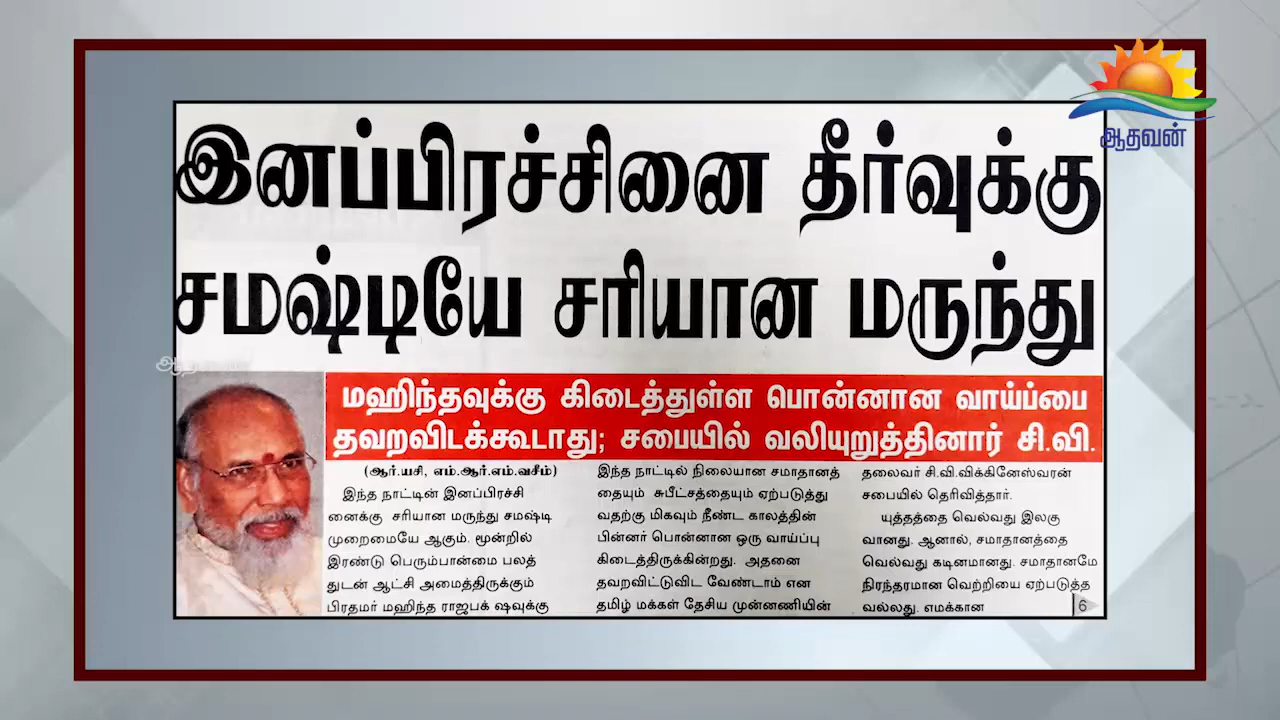 ஆதவன்
இனப்பிரச்சினை தீர்வுக்கு
சமஷ்டியே சரியான மருந்து
மஹிந்தவுக்கு கிடைத்துள்ள பொன்னான வாய்ப்பை
தவறவிடக்கூடாது; சபையில் வலியுறுத்தினார் சி.வி.
(ஆர்.யசி, எம்.ஆர்.எம்.வசீம்)
இந்த நாட்டின் இனப்பிரச்சி
னைக்கு சரியான மருந்து சமஷ்டி
முறைமையே ஆகும். மூன்றில்
இரண்டு பெரும்பான்மை பலத்
துடன் ஆட்சி அமைத்திருக்கும்
பிரதமர் மஹிந்த ராஜபக் ஷவுக்கு
இந்த நாட்டில் நிலையான சமாதானத்
தையும் சுபீட்சத்தையும் ஏற்படுத்து
வதற்கு மிகவும் நீண்ட காலத்தின்
பின்னர் பொன்னான ஒரு வாய்ப்பு
கிடைத்திருக்கின்றது. அதனை
தவறவிட்டுவிட வேண்டாம் என
தமிழ் மக்கள் தேசிய முன்னணியின்
தலைவர் சி.வி.விக்கினேஸ்வரன்
சபையில் தெரிவித்தார்.
யுத்தத்தை வெல்வது இலகு
வானது. ஆனால், சமாதானத்தை
வெல்வது கடினமானது. சமாதானமே
நிரந்தரமான வெற்றியை ஏற்படுத்த
வல்லது. எமக்கான
6